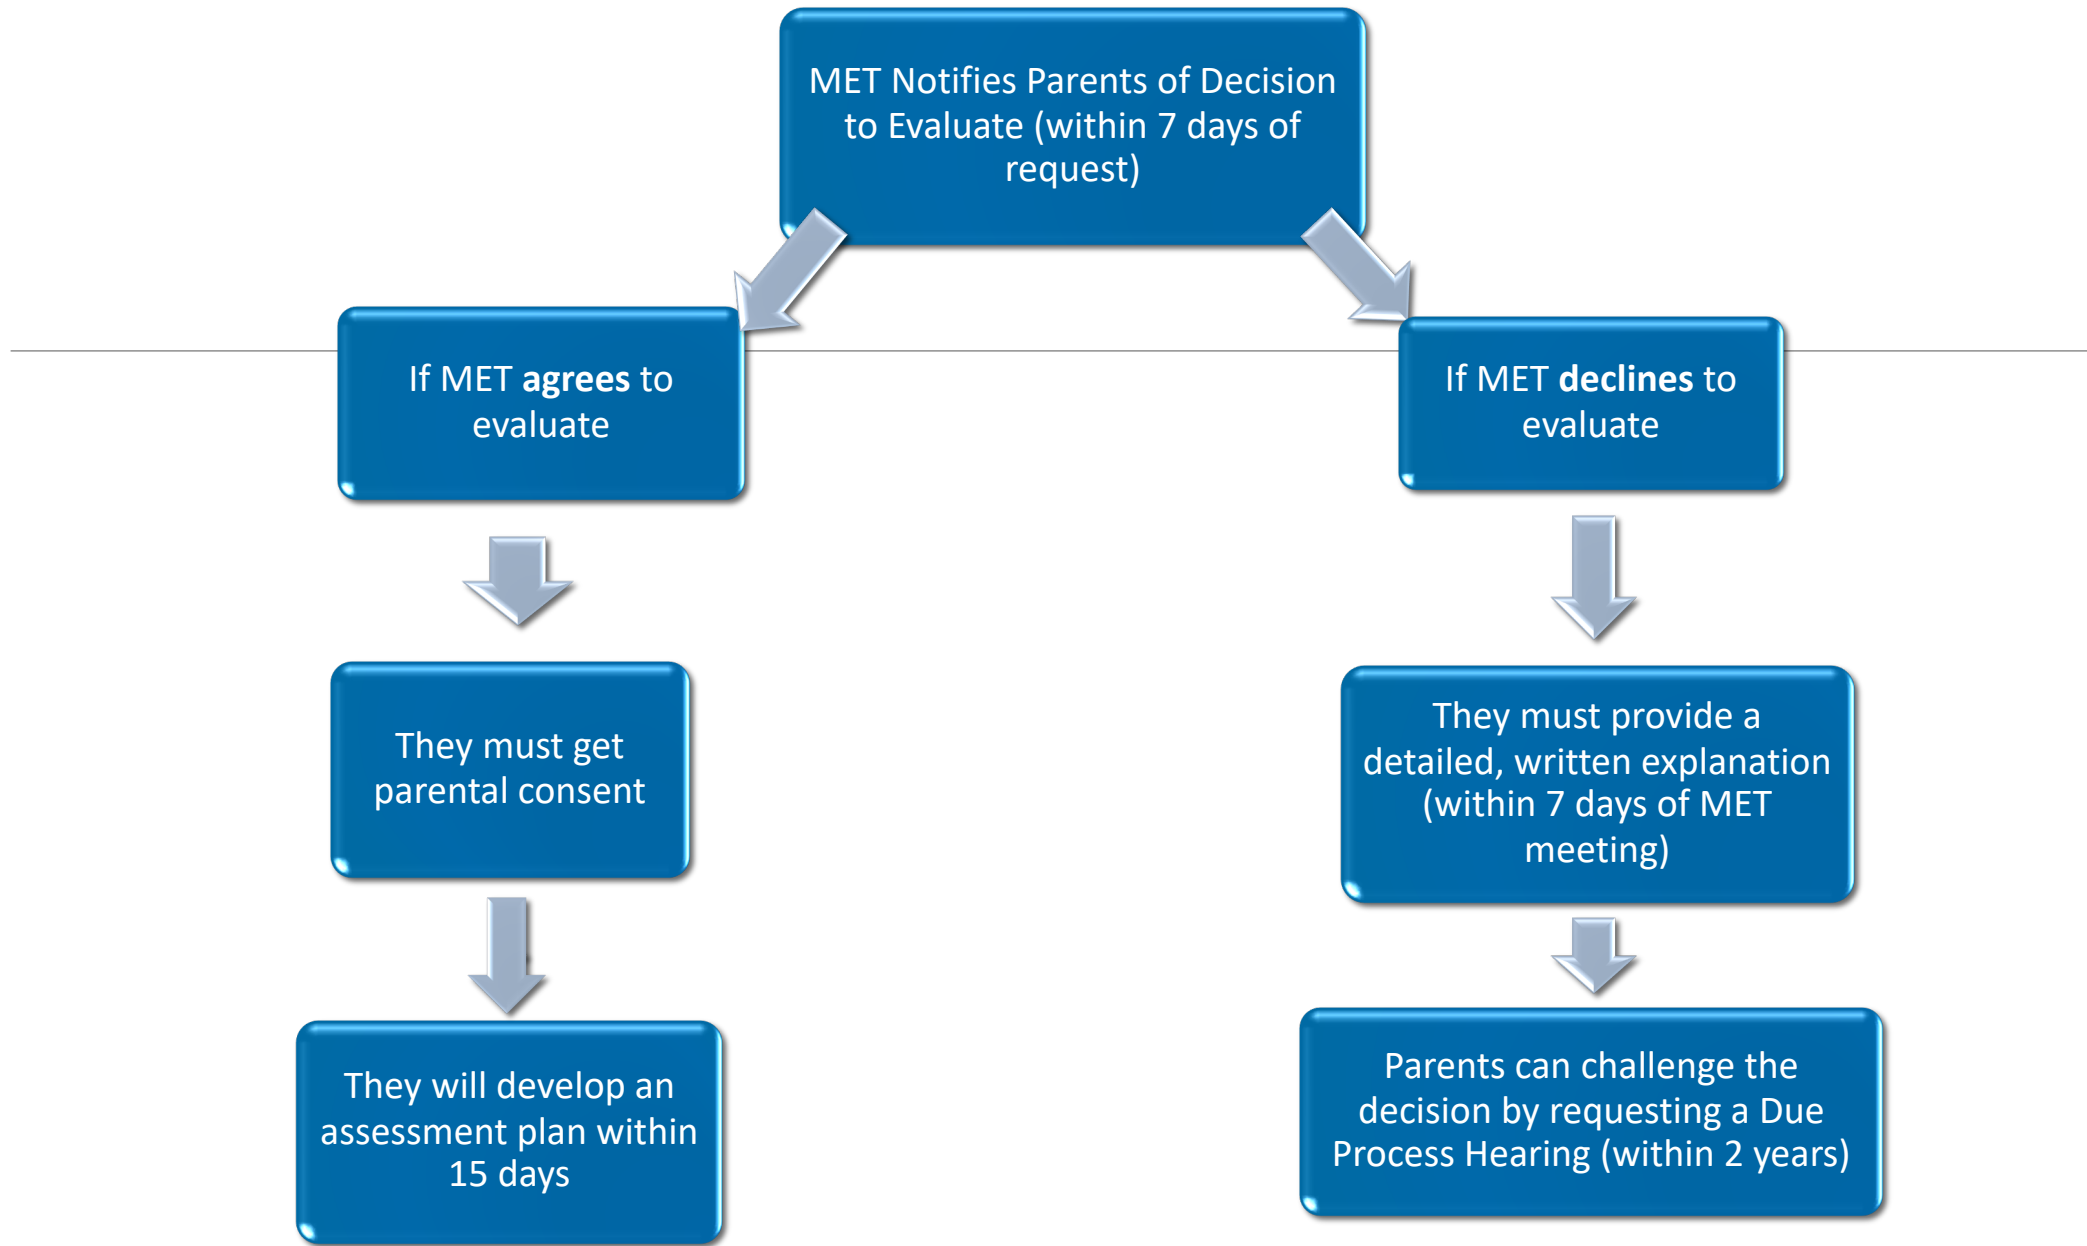 MET Notifies Parents of Decision
to Evaluate (within 7 days of
request)
If MET agrees to
evaluate
They must get
parental consent
They will develop an
assessment plan within
15 days
If MET declines to
evaluate
They must provide a
detailed, written explanation
(within 7 days of MET
meeting)
Parents can challenge the
decision by requesting a Due
Process Hearing (within 2 years)